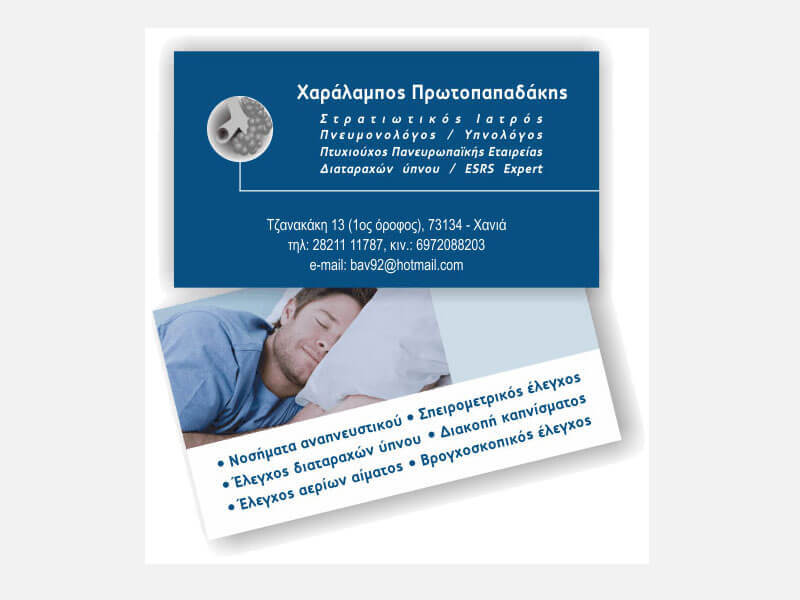 Χαράλαμπος Πρωτοπαπαδάκης
Στρατιωτικός Ιατρός
Πνευμονολόγος / Υπνολόγος
Πτυχιούχος Πανευρωπαϊκής Εταιρείας
Διαταραχών ύπνου / ESRS Expert
Τζανακάκη 13 (1ος όροφος), 73134 - Χανιά
τηλ: 28211 11787, κιν.: 6972088203
e-mail: bav92@hotmail.com
• Νοσήματα αναπνευστικού • Σπειρομετρικός έλεγχος
• Έλεγχος διαταραχών ύπνου • Διακοπή καπνίσματος
• Έλεγχος αερίων αίματος • Βρογχοσκοπικός έλεγχος